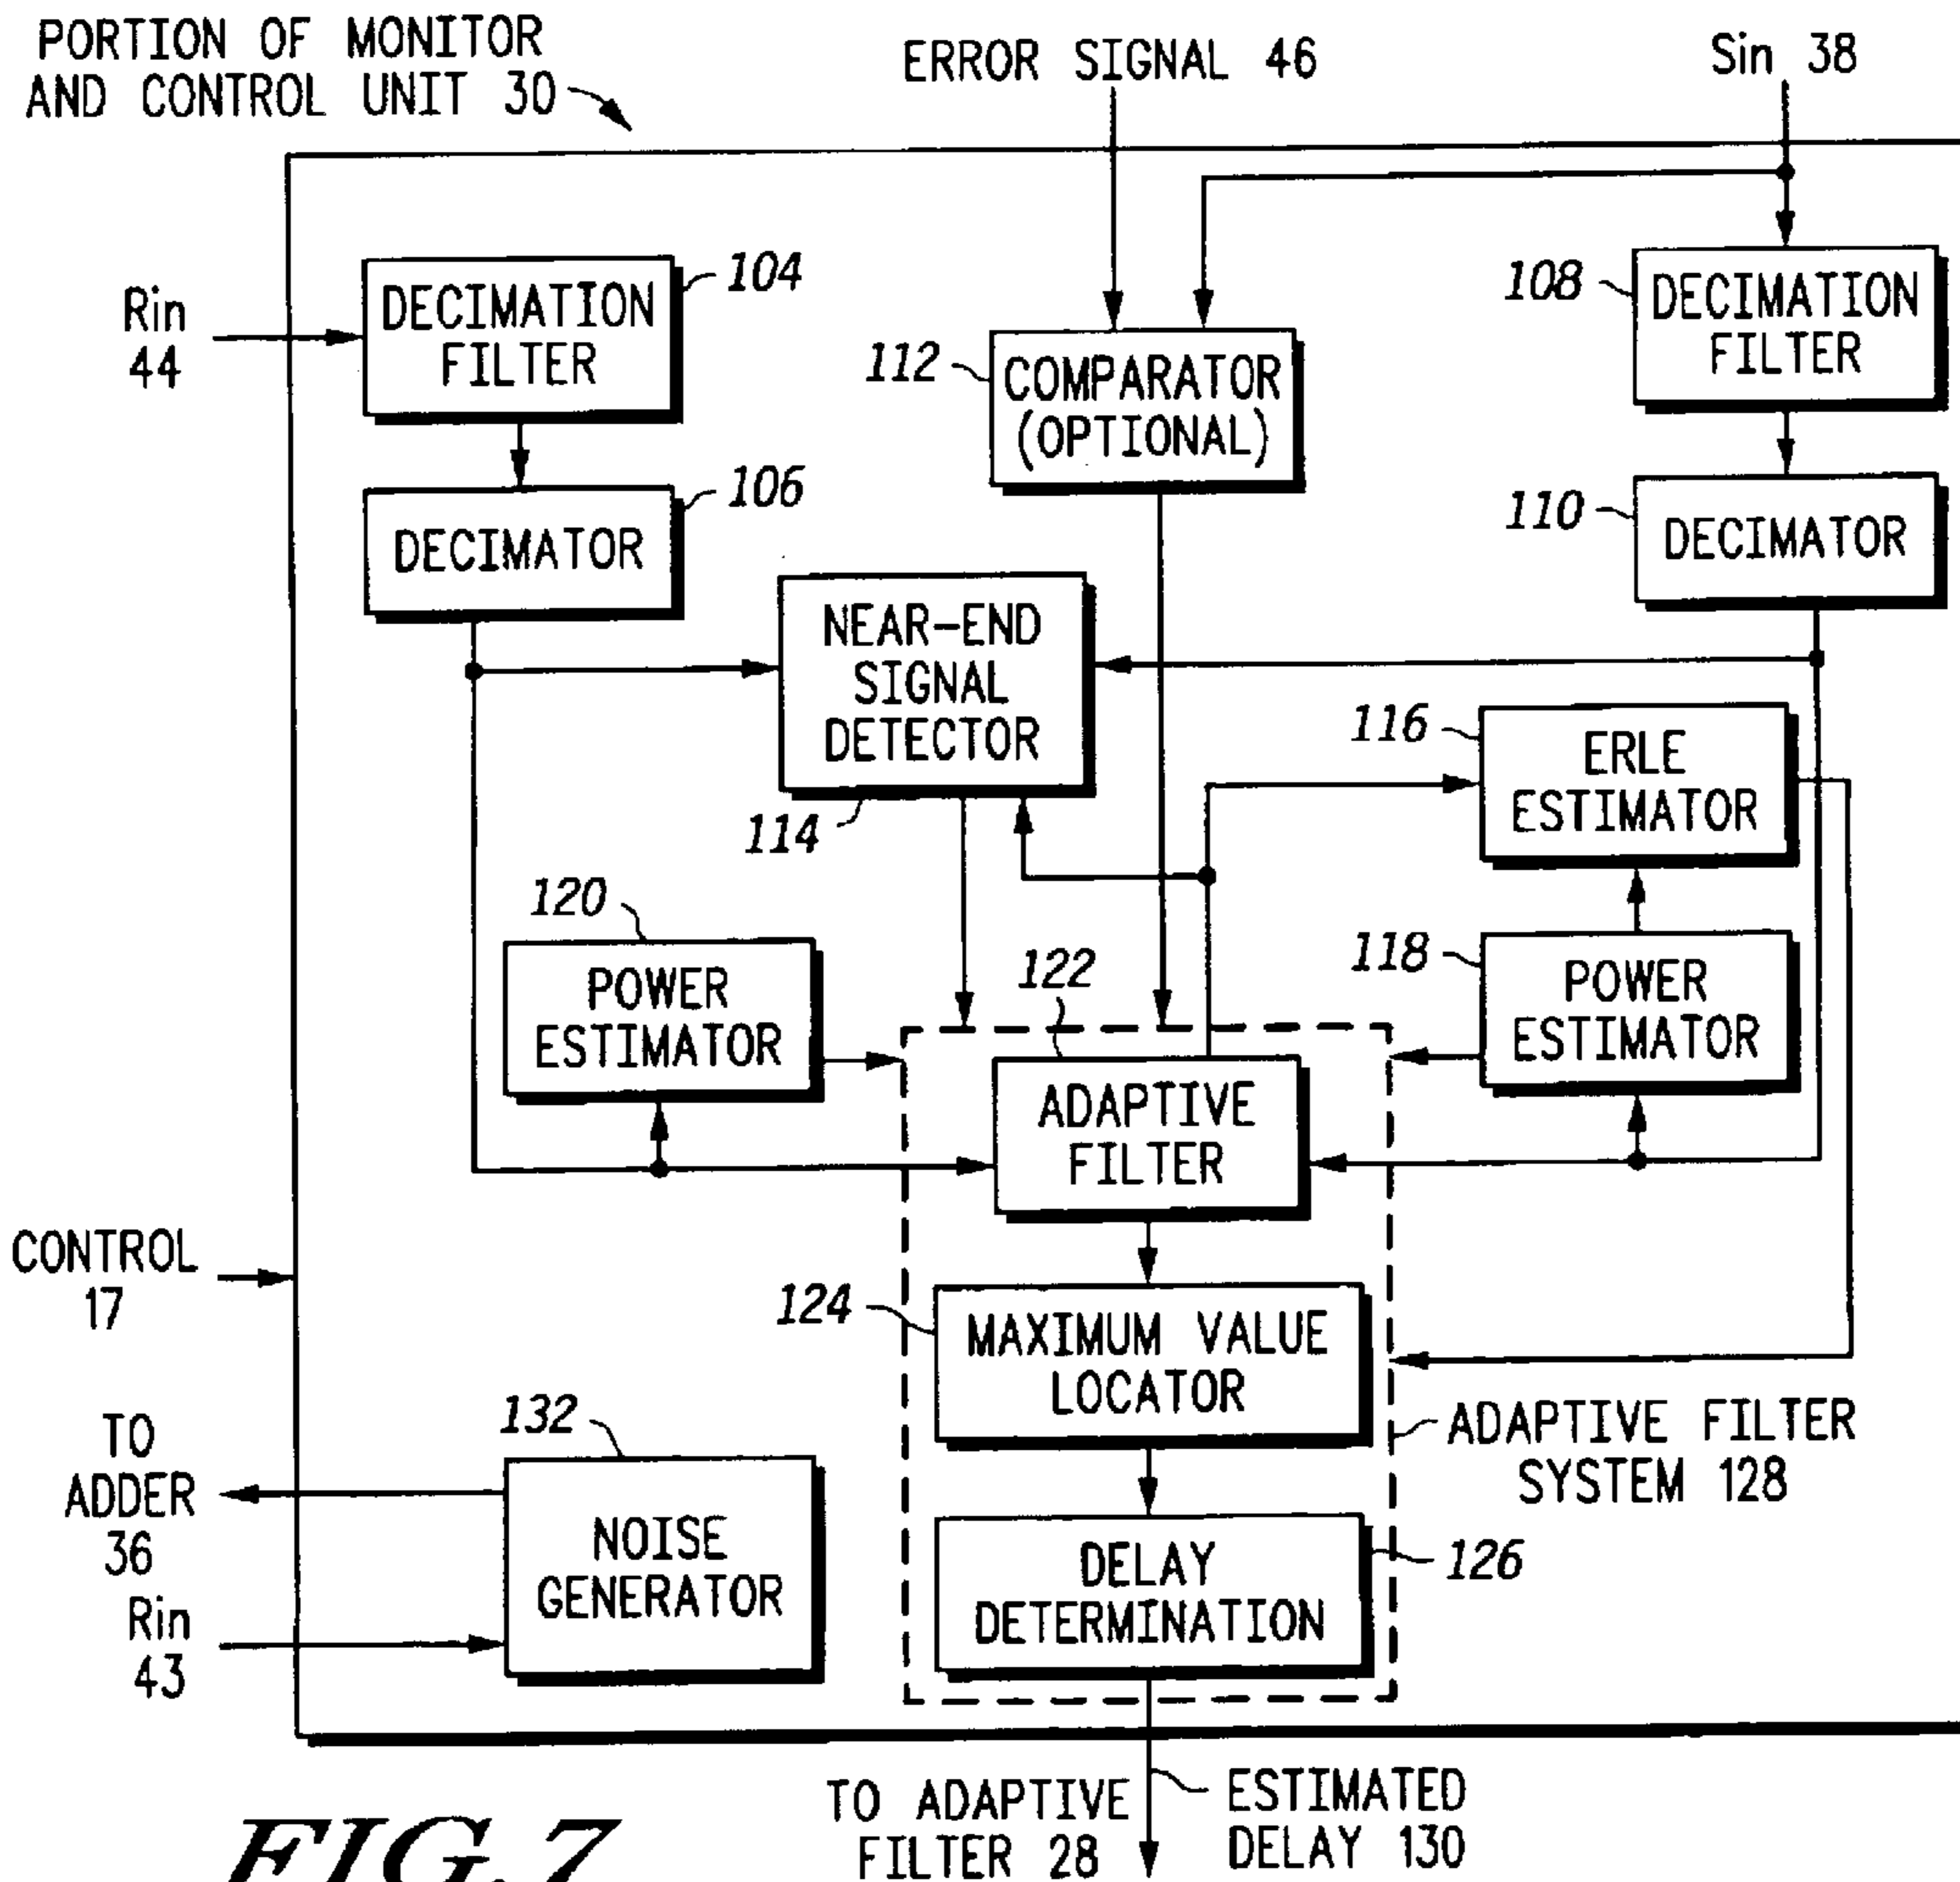 PORTION OF MONITOR
AND CONTROL UNIT 30
ERROR SIGNAL 46
Sin 38
Rin
44
DECIMATION
FILTER
104
108
DECIMATION
FILTER
112
COMPARATOR
(OPTIONAL)
DECIMATOR
106
110
DECIMATOR
NEAR-END
SIGNAL
DETECTOR
114
116
ERLE
ESTIMATOR
120
POWER
ESTIMATOR
122
118
POWER
ESTIMATOR
ADAPTIVE
FILTER
CONTROL
17
124
MAXIMUM VALUE
LOCATOR
ADAPTIVE FILTER
SYSTEM 128
TO
ADDER
36
132
NOISE
GENERATOR
Rin
43
DELAY
DETERMINATION
126
TO ADAPTIVE
FILTER 28
ESTIMATED
DELAY 130
FIG.7